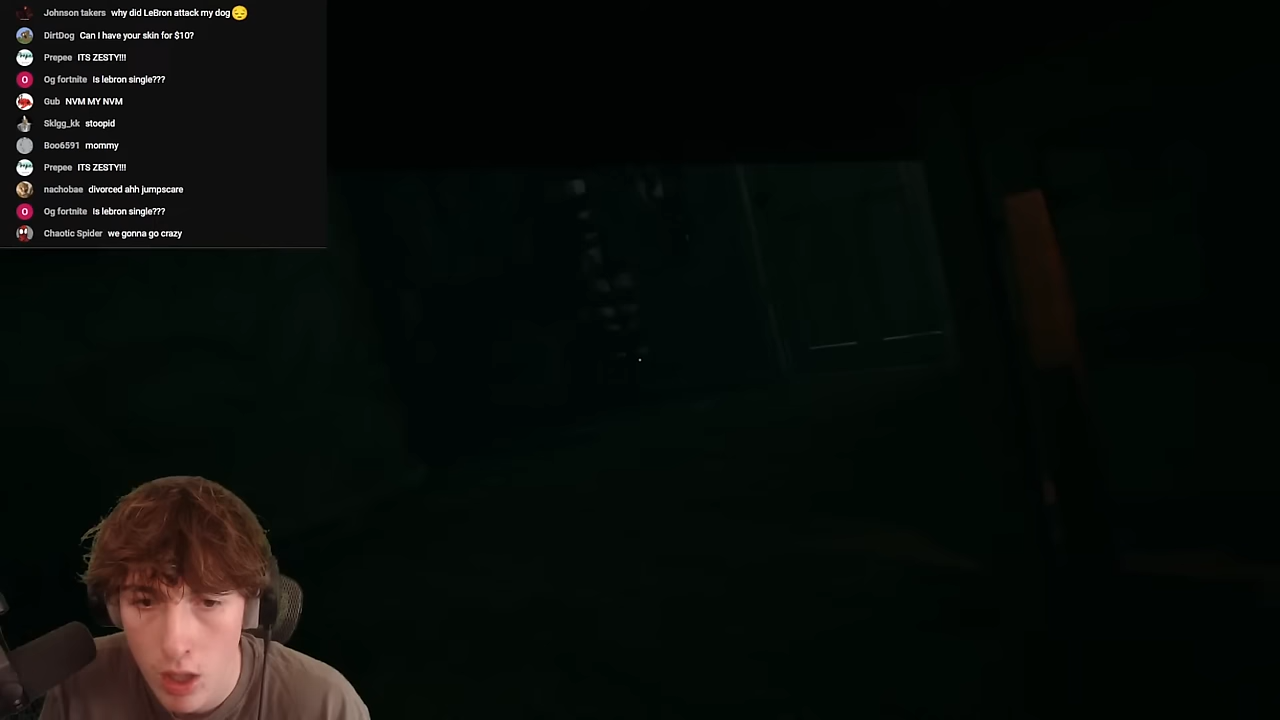 Johnson takers why did LeBron attack my dog😔
DirtDog Can I have your skin for $10?
Prepee ITS ZESTY!!!
O Og fortnite Is lebron single???
Gub NVM MY NVM
Sklgg_kk stoopid
Boo6591 mommy
Prepee ITS ZESTY!!!
nachobae divorced ahh jumpscare
O Og fortnite Is lebron single???
Chaotic Spider we gonna go crazy